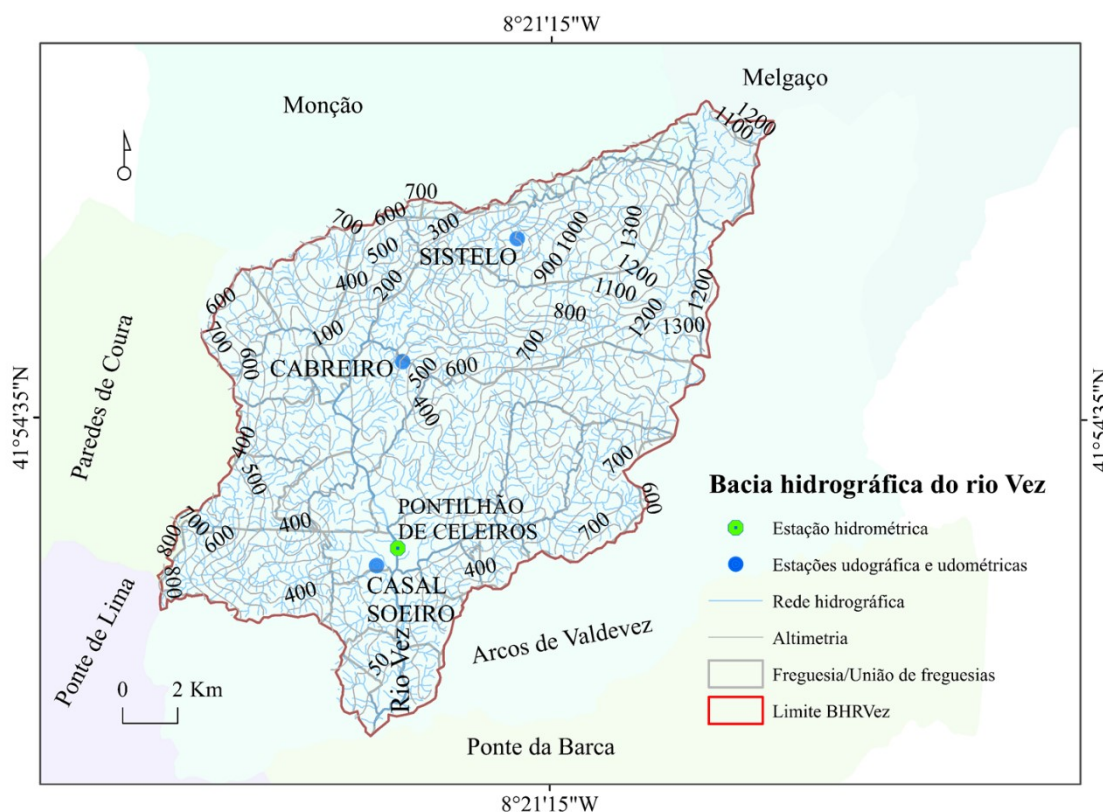 8°21'15"W
Melgaço
Monção
1200
1100
700
600
700
300
500
400
200
SISTELO
1000
900
1300
1200
1100
800
1200
1200
1300
600
700
600
100
CABREIRO
500
600
700
400
Paredes de Coura
41°54'35"N
41°54'35"N
400
500
700
600
800
800
400
PONTILHÃO
DE CELEIROS
CASAL
SOEIRO
400
400
700
700
600
50
Rio Vez
Ponte de Lima
Arcos de Valdevez
Ponte da Barca
0 2 Km
Bacia hidrográfica do rio Vez
Estação hidrométrica
Estações udográfica e udométricas
Rede hidrográfica
Altimetria
Freguesia/União de freguesias
Limite BHRVez
8°21'15"W